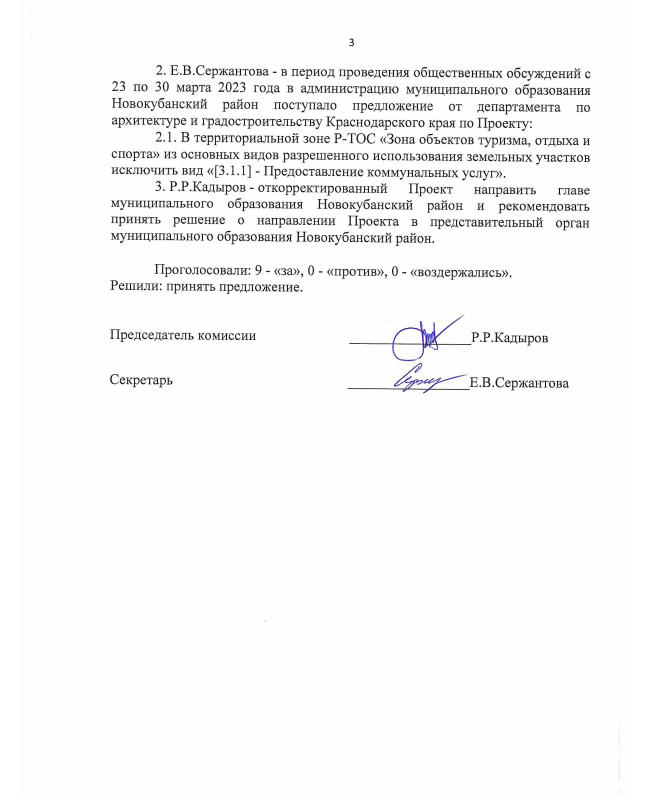 3
2. Е.В.Сержантова - в период проведения общественных обсуждений с
23 по 30 марта 2023 года в администрацию муниципального образования
Новокубанский район поступало предложение от департамента по
архитектуре и градостроительству Краснодарского края по Проекту:
2.1. В территориальной зоне Р-ТОС «Зона объектов туризма, отдыха и
спорта» из основных видов разрешенного использования земельных участков
исключить вид «[3.1.1] - Предоставление коммунальных услуг».
3. Р.Р.Кадыров - откорректированный Проект направить главе
муниципального образования Новокубанский район и рекомендовать
принять решение о направлении Проекта в представительный орган
муниципального образования Новокубанский район.
Проголосовали: 9 - «за», 0 - «против», 0 - «воздержались».
Решили: принять предложение.
Председатель комиссии Р.Р.Кадыров
Секретарь Е.В.Сержантова